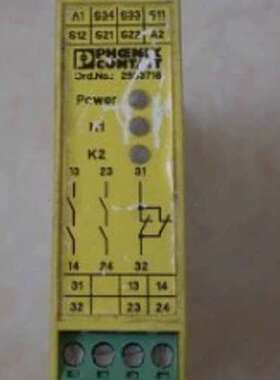 A1 S34 S33 S11
S12 S21 S22 A2
PHOENIX
CONTACT
Ord.No.: 2963718
Power
K1
K2
13 23 31
14 24 32
31 13 14
32 23 24